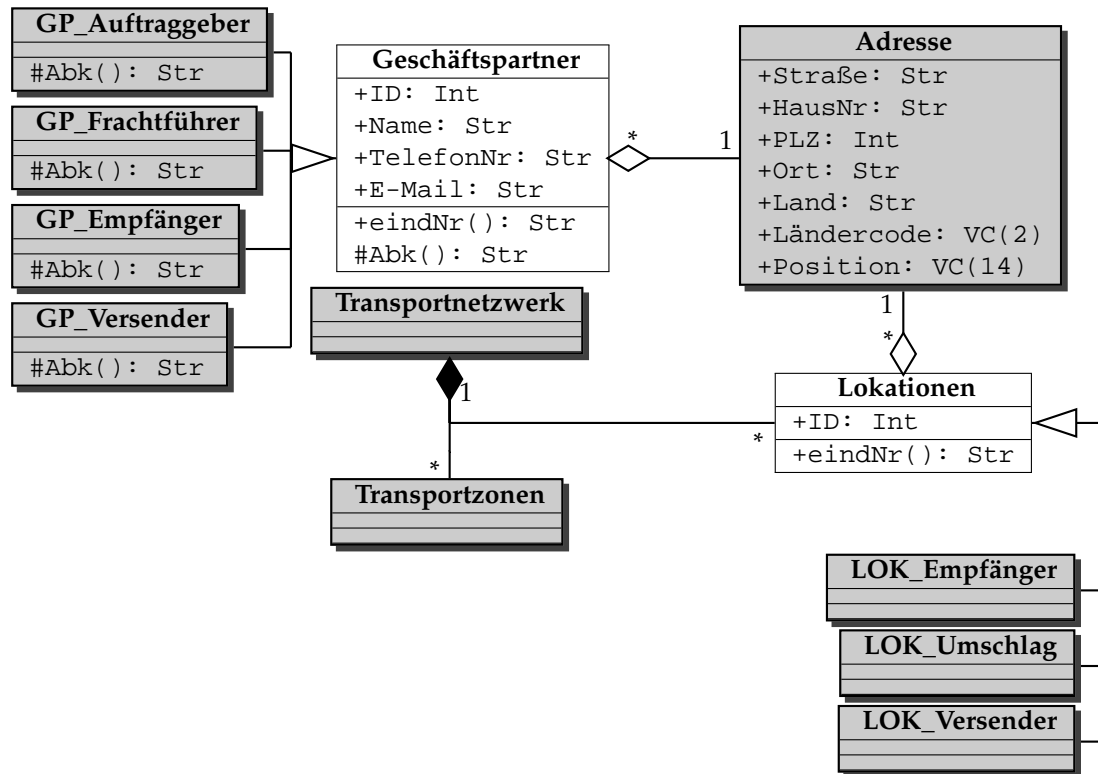 GP_Auftraggeber
#Abk(): Str
GP_Frachtführer
#Abk(): Str
GP_Empfänger
#Abk(): Str
GP_Versender
#Abk(): Str
Geschäftspartner
+ID: Int
+Name: Str
+TelefonNr: Str
+E-Mail: Str
+eindNr(): Str
#Abk(): Str
* 1
Adresse
+Straße: Str
+HausNr: Str
+PLZ: Int
+Ort: Str
+Land: Str
+Ländercode: VC(2)
+Position: VC(14)
1
*
Transportnetzwerk
1
*
*
Transportzonen
Lokationen
+ID: Int
+eindNr(): Str
LOK_Empfänger
LOK_Umschlag
LOK_Versender